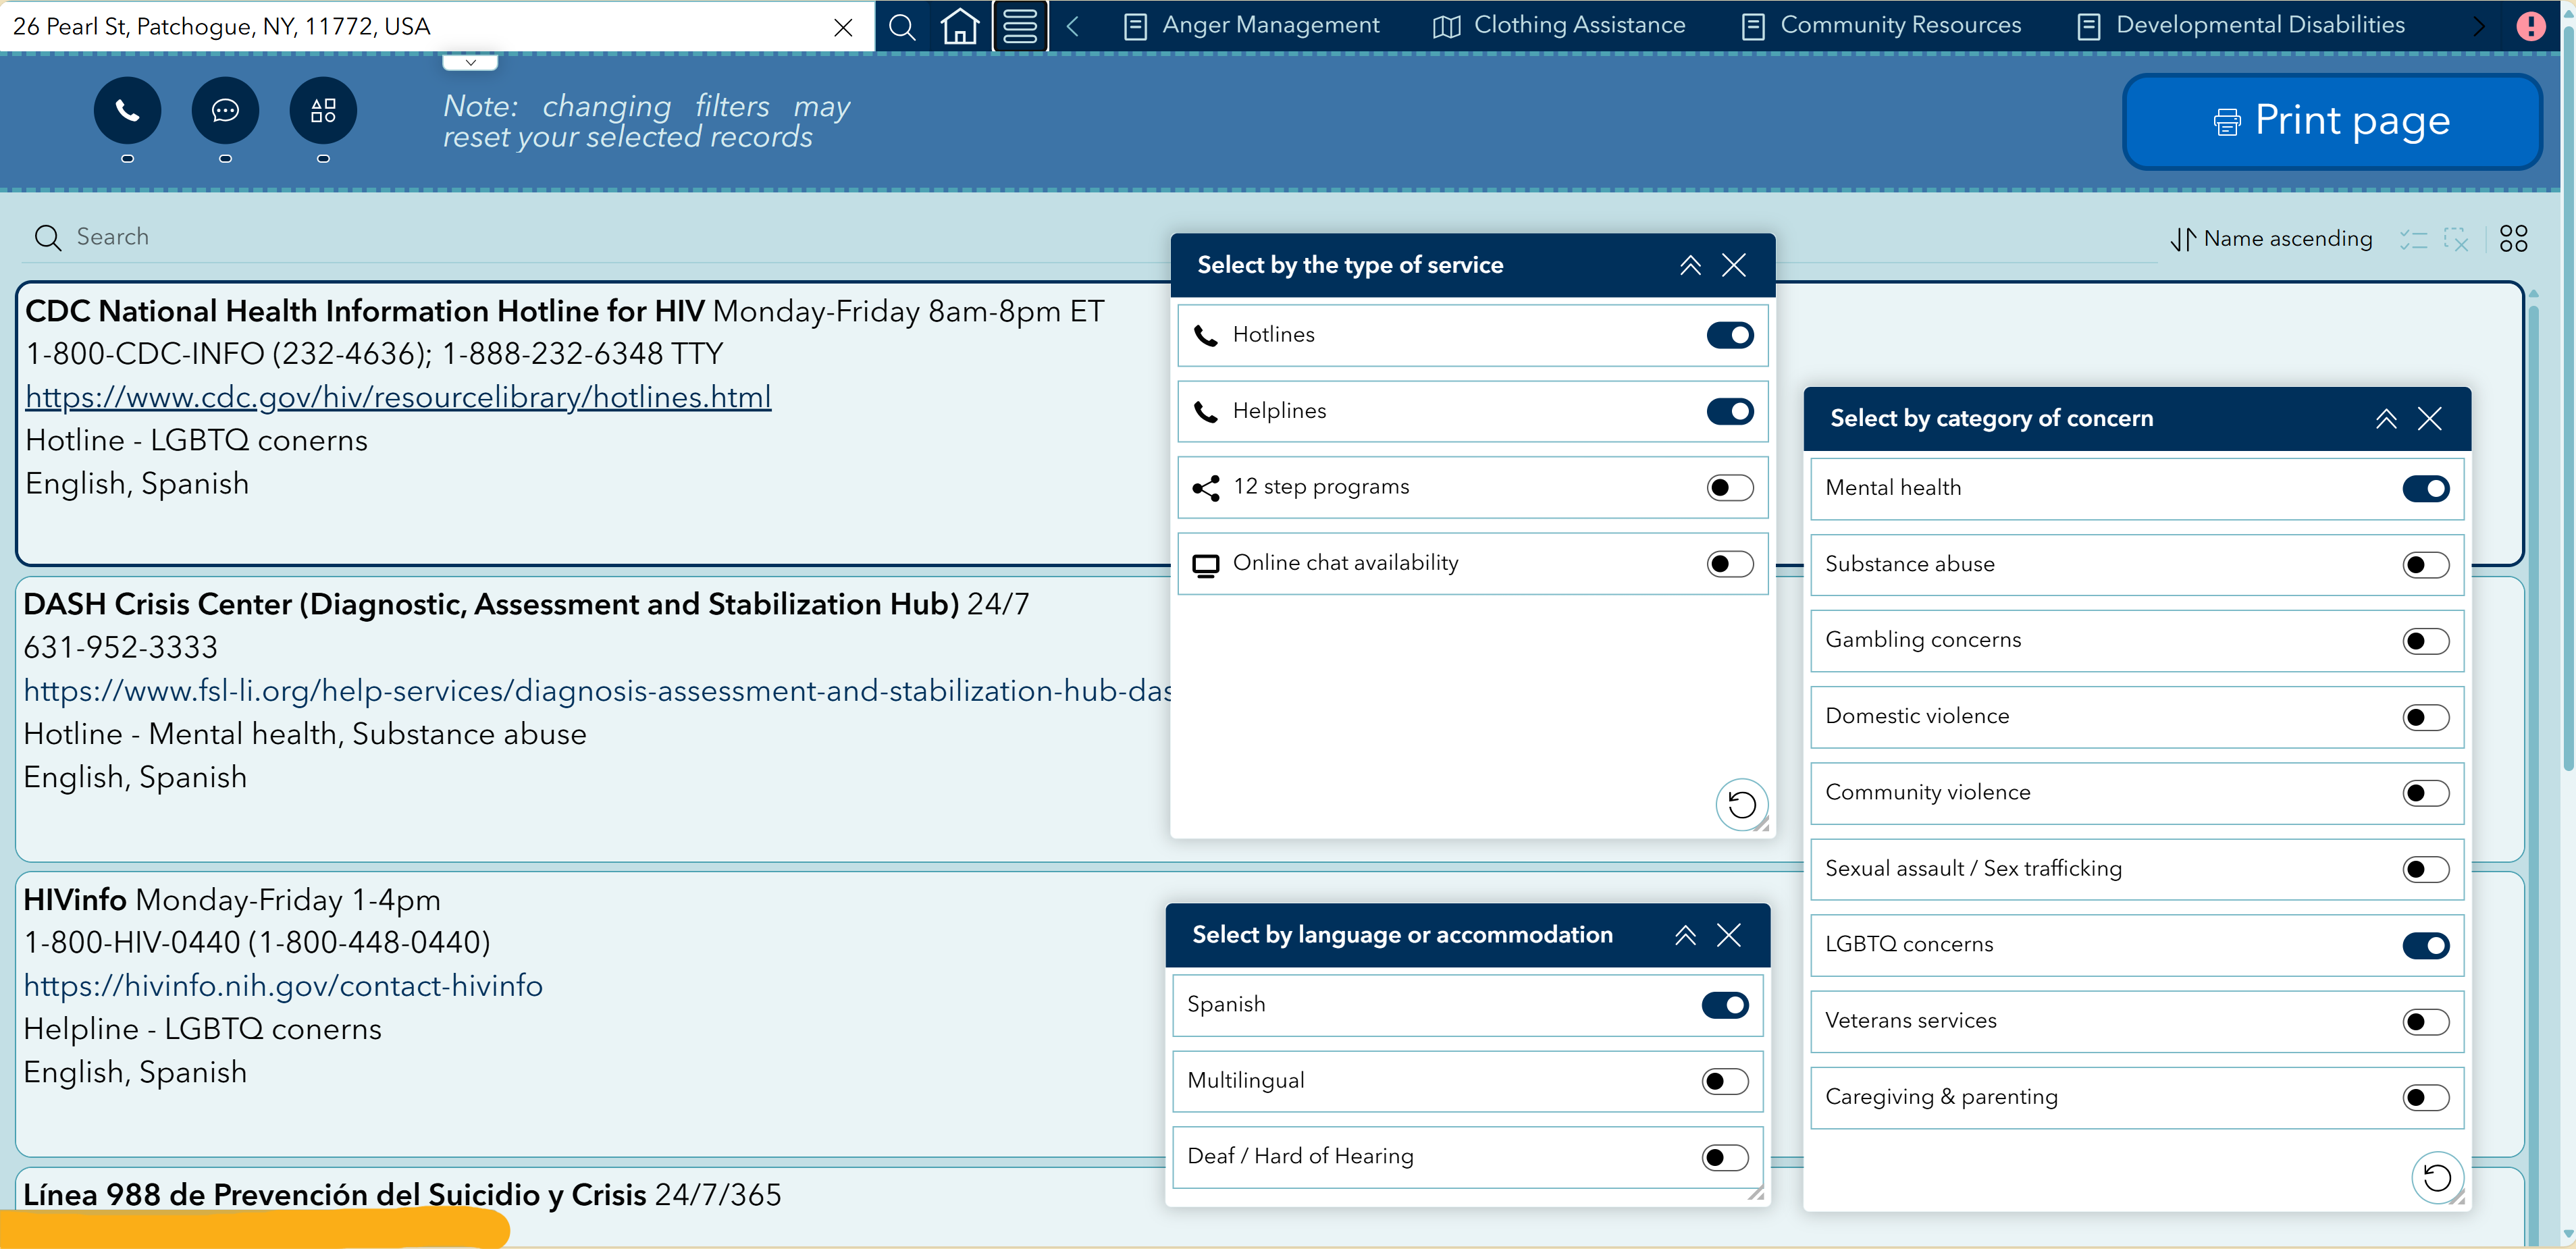 26 Pearl St, Patchogue, NY, 11772, USA
Anger Management
Clothing Assistance
Community Resources
Developmental Disabilities
Note: changing filters may
reset your selected records
Print page
Search
Name ascending
CDC National Health Information Hotline for HIV Monday-Friday 8am-8pm ET
1-800-CDC-INFO (232-4636); 1-888-232-6348 TTY
https://www.cdc.gov/hiv/resourcelibrary/hotlines.html
Hotline - LGBTQ conerns
English, Spanish
DASH Crisis Center (Diagnostic, Assessment and Stabilization Hub) 24/7
631-952-3333
https://www.fsl-li.org/help-services/diagnosis-assessment-and-stabilization-hub-das
Hotline - Mental health, Substance abuse
English, Spanish
HIVinfo Monday-Friday 1-4pm
1-800-HIV-0440 (1-800-448-0440)
https://hivinfo.nih.gov/contact-hivinfo
Helpline - LGBTQ conerns
English, Spanish
Línea 988 de Prevención del Suicidio y Crisis 24/7/365
Select by the type of service
Hotlines
Helplines
12 step programs
Online chat availability
Select by language or accommodation
Spanish
Multilingual
Deaf / Hard of Hearing
Select by category of concern
Mental health
Substance abuse
Gambling concerns
Domestic violence
Community violence
Sexual assault / Sex trafficking
LGBTQ concerns
Veterans services
Caregiving & parenting